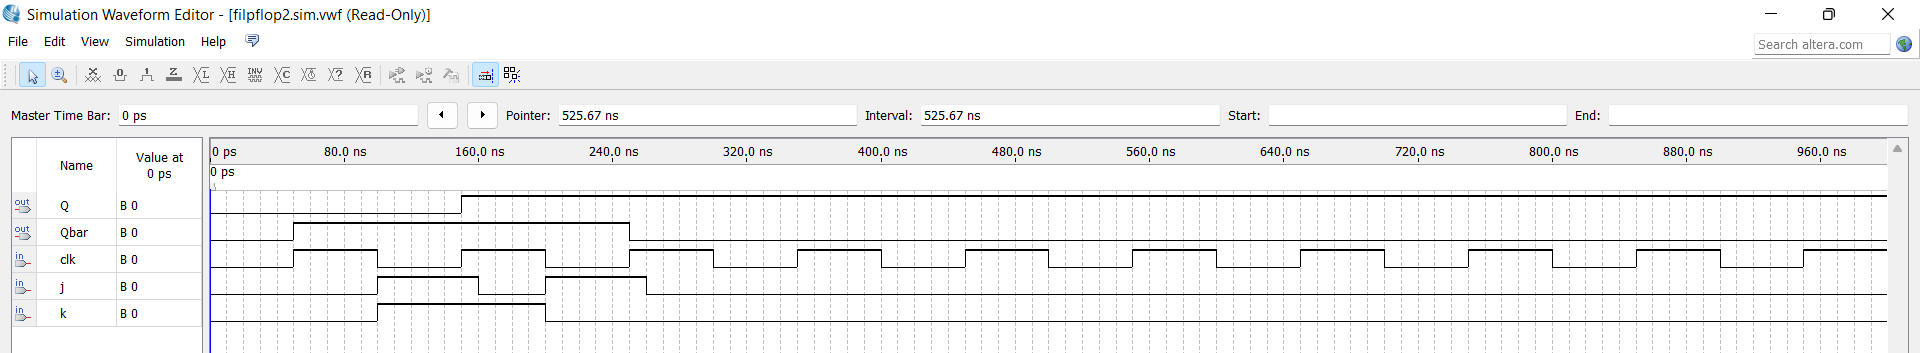 Simulation Waveform Editor - [filpflop2.sim.vwf (Read-Only)]
File Edit View Simulation Help
Search altera.com
Master Time Bar: 0 ps Pointer: 525.67 ns Interval: 525.67 ns Start: End:
Name Value at 0 ps
0 ps 80.0 ns 160.0 ns 240.0 ns 320.0 ns 400.0 ns 480.0 ns 560.0 ns 640.0 ns 720.0 ns 800.0 ns 880.0 ns 960.0 ns
0 ps
out Q B 0
out Qbar B 0
in clk B 0
in j B 0
in k B 0